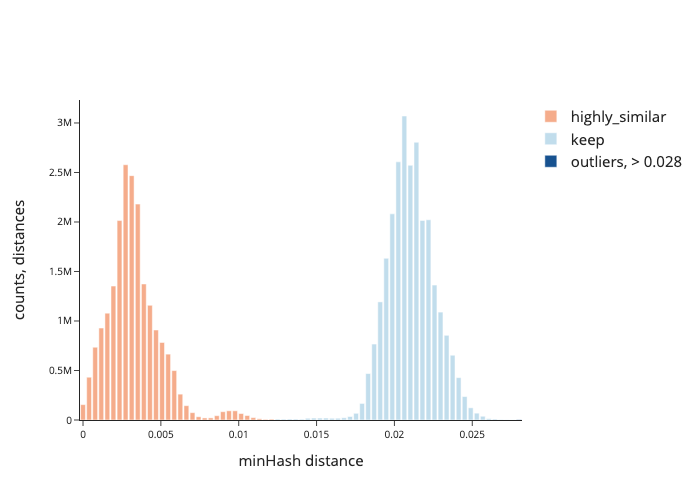 highly_similar
keep
outliers, > 0.028
counts, distances
3M
2.5M
2M
1.5M
1M
0.5M
0
0
0.005
0.01
0.015
0.02
0.025
minHash distance